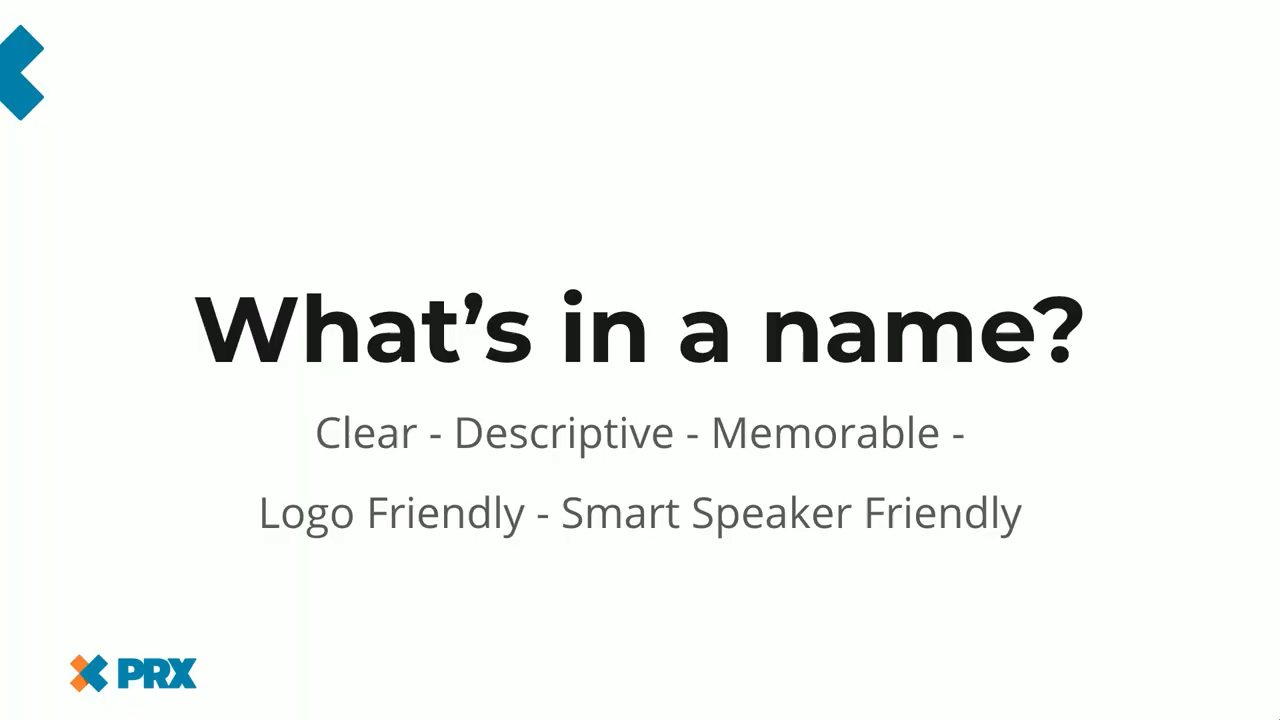 What’s in a name?
Clear - Descriptive - Memorable -
Logo Friendly - Smart Speaker Friendly
PRX